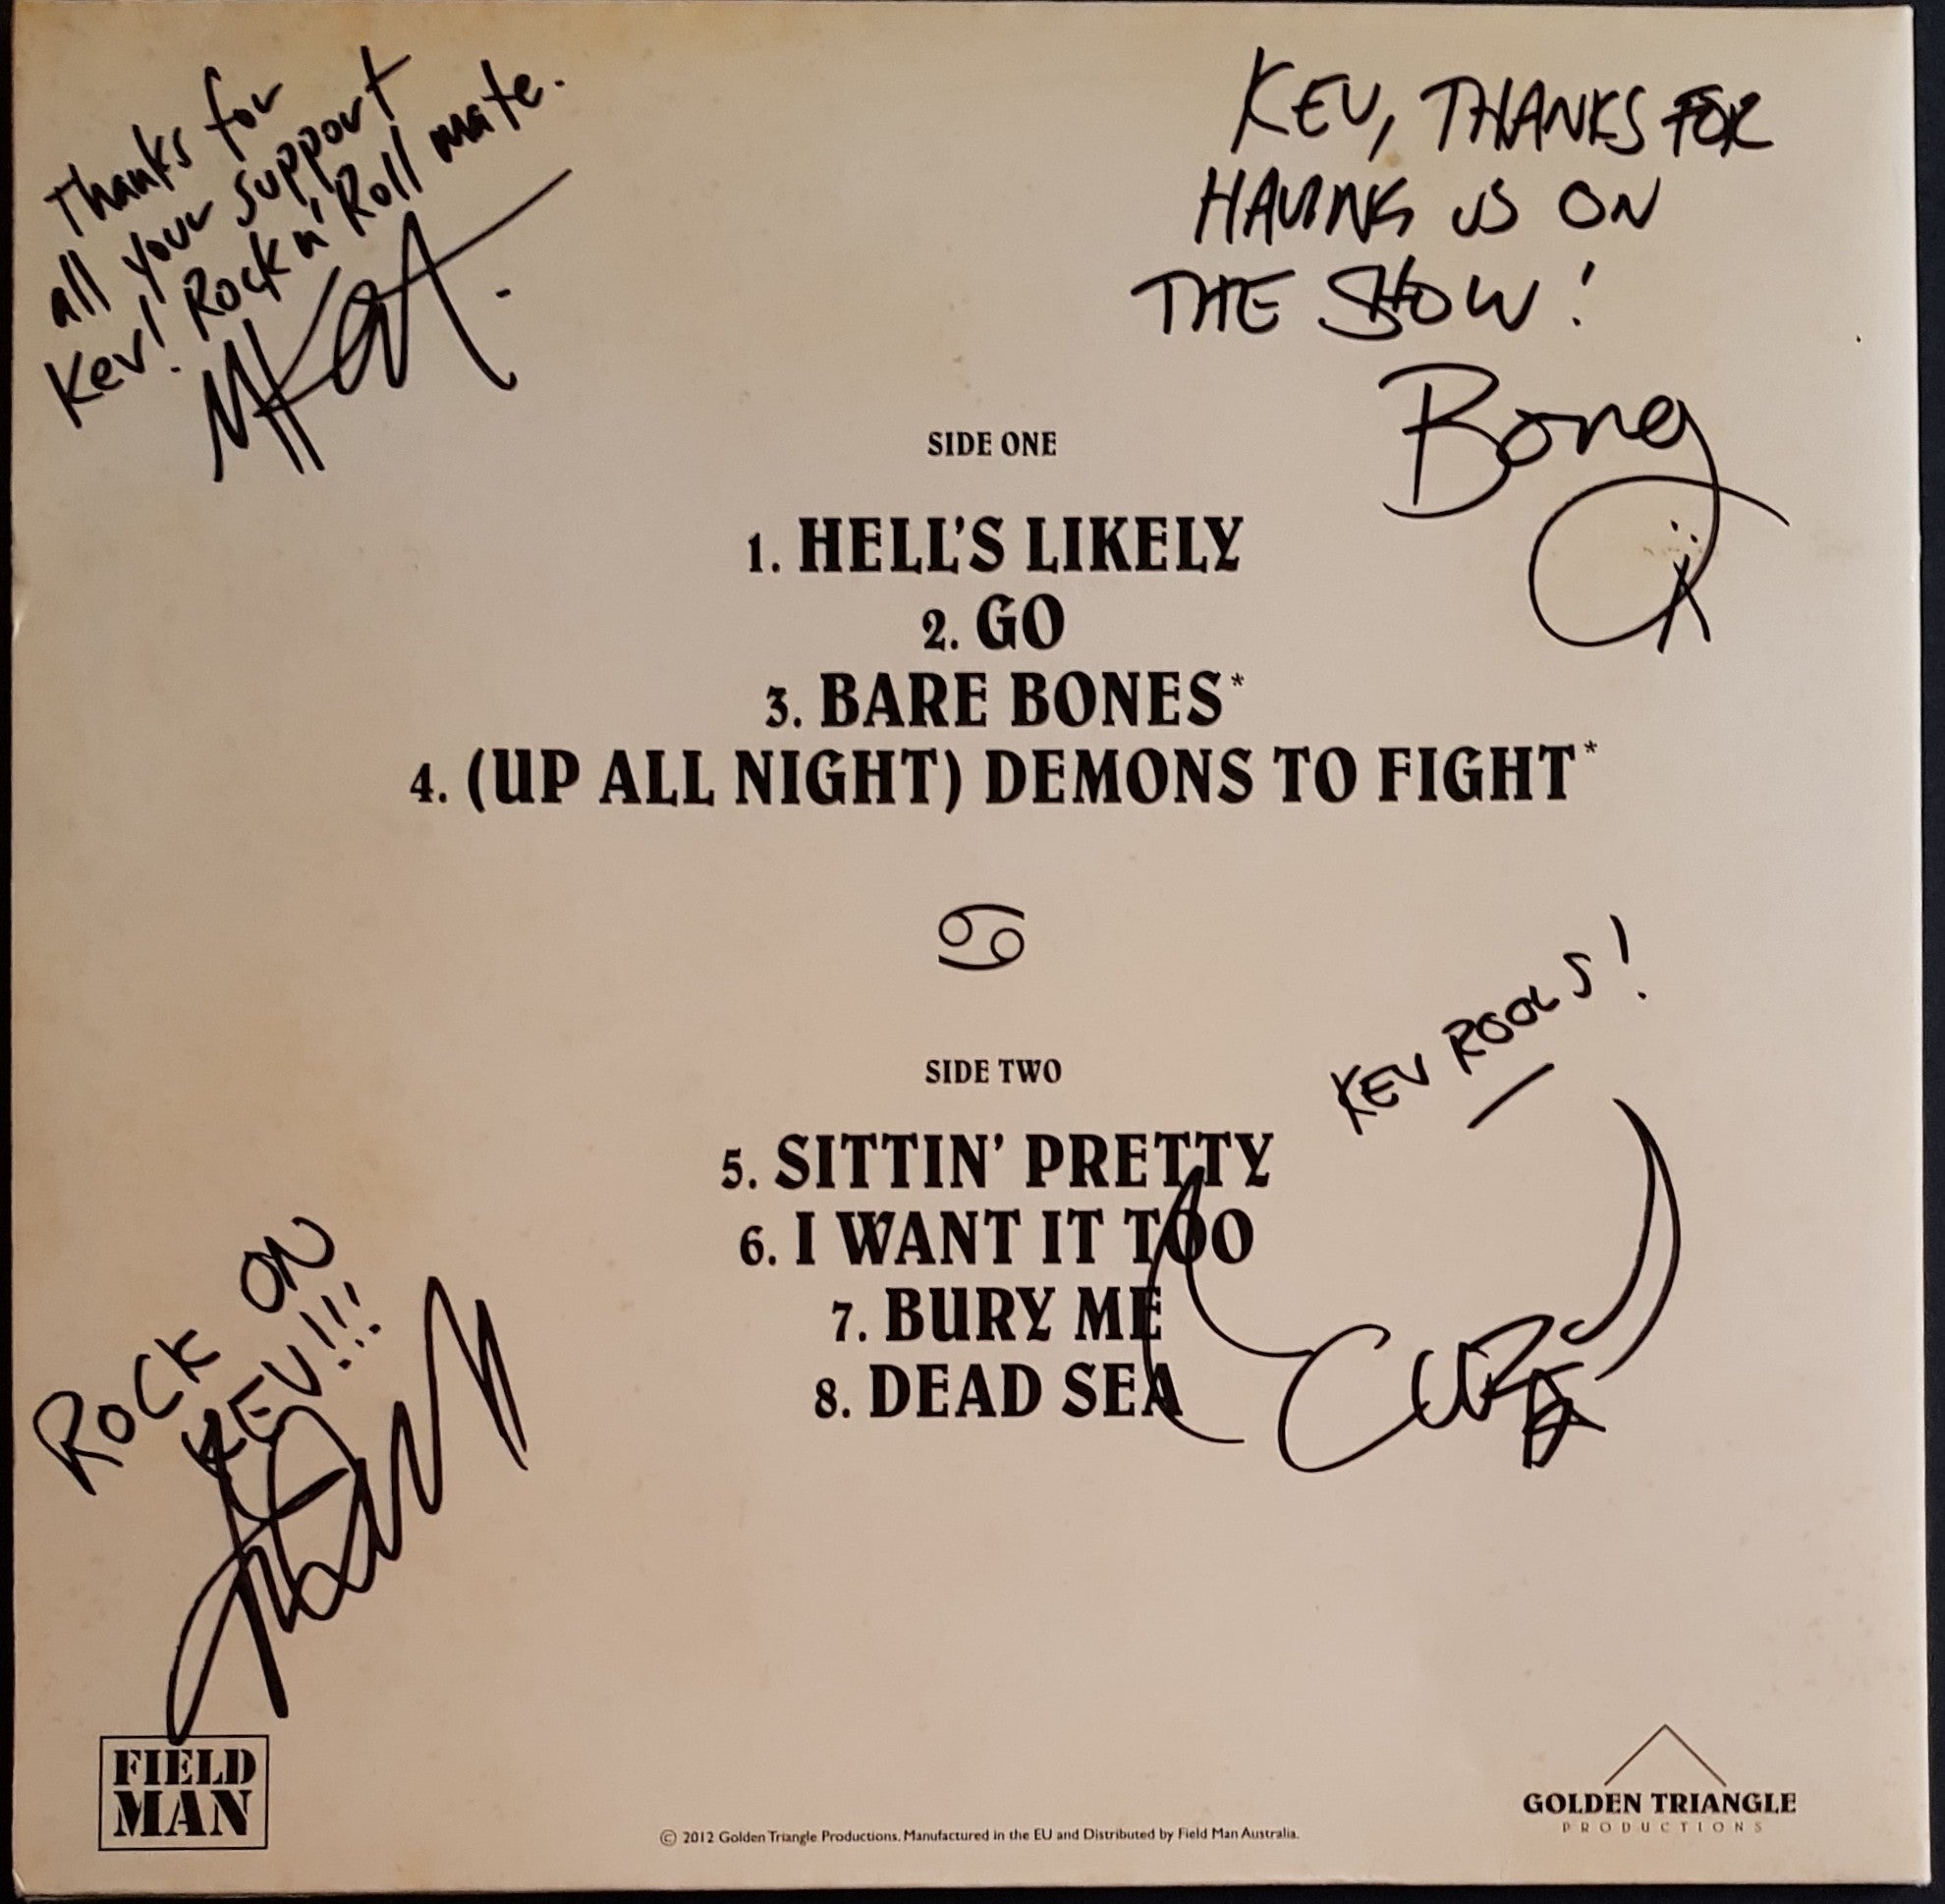 Thanks for
all your support
Kev! Rock n' Roll mate.
KEV, THANKS FOR
HAVING US ON
THE SHOW!
Bong
SIDE ONE
1. HELL'S LIKELY
2. GO
3. BARE BONES*
4. (UP ALL NIGHT) DEMONS TO FIGHT*
♋
KEV ROOLS!
SIDE TWO
5. SITTIN' PRETTY
6. I WANT IT TOO
7. BURY ME
8. DEAD SEA
ROCK ON
KEV!!!
FIELD
MAN
© 2012 Golden Triangle Productions. Manufactured in the EU and Distributed by Field Man Australia.
GOLDEN TRIANGLE
PRODUCTIONS